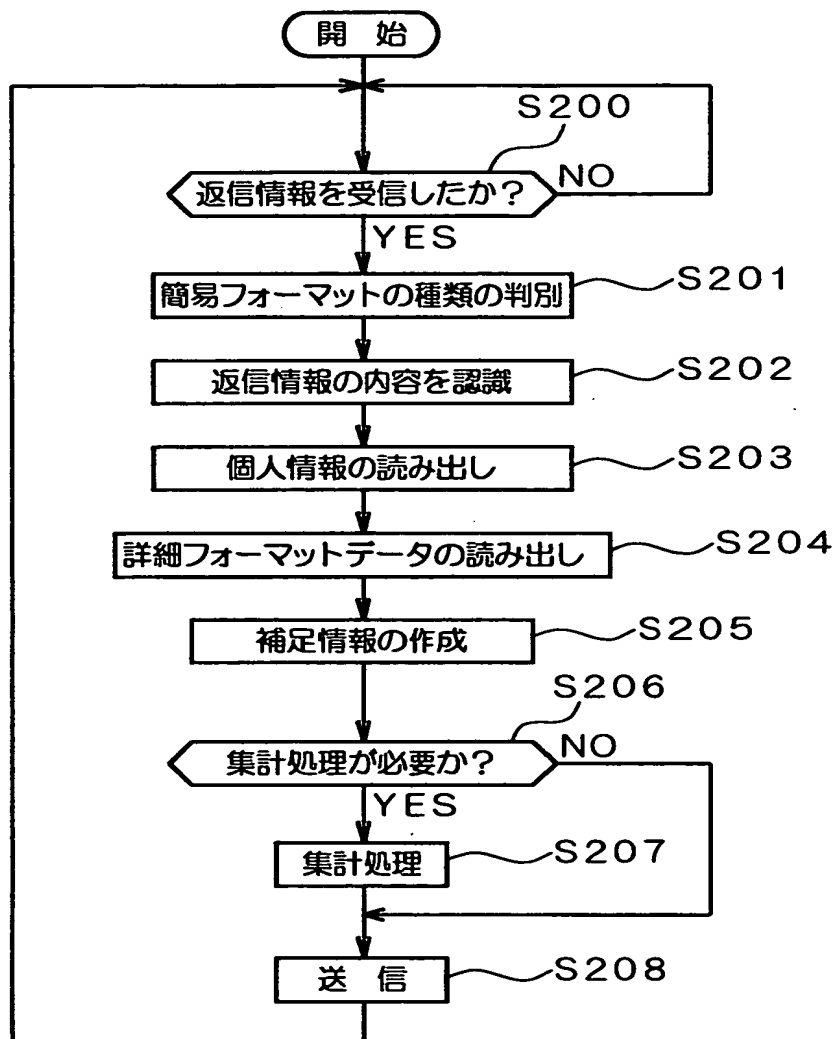 開 始
S200
返信情報を受信したか?
NO
YES
簡易フォーマットの種類の判別
S201
返信情報の内容を認識
S202
個人情報の読み出し
S203
詳細フォーマットデータの読み出し
S204
補足情報の作成
S205
S206
集計処理が必要か?
NO
YES
集計処理
S207
送 信
S208